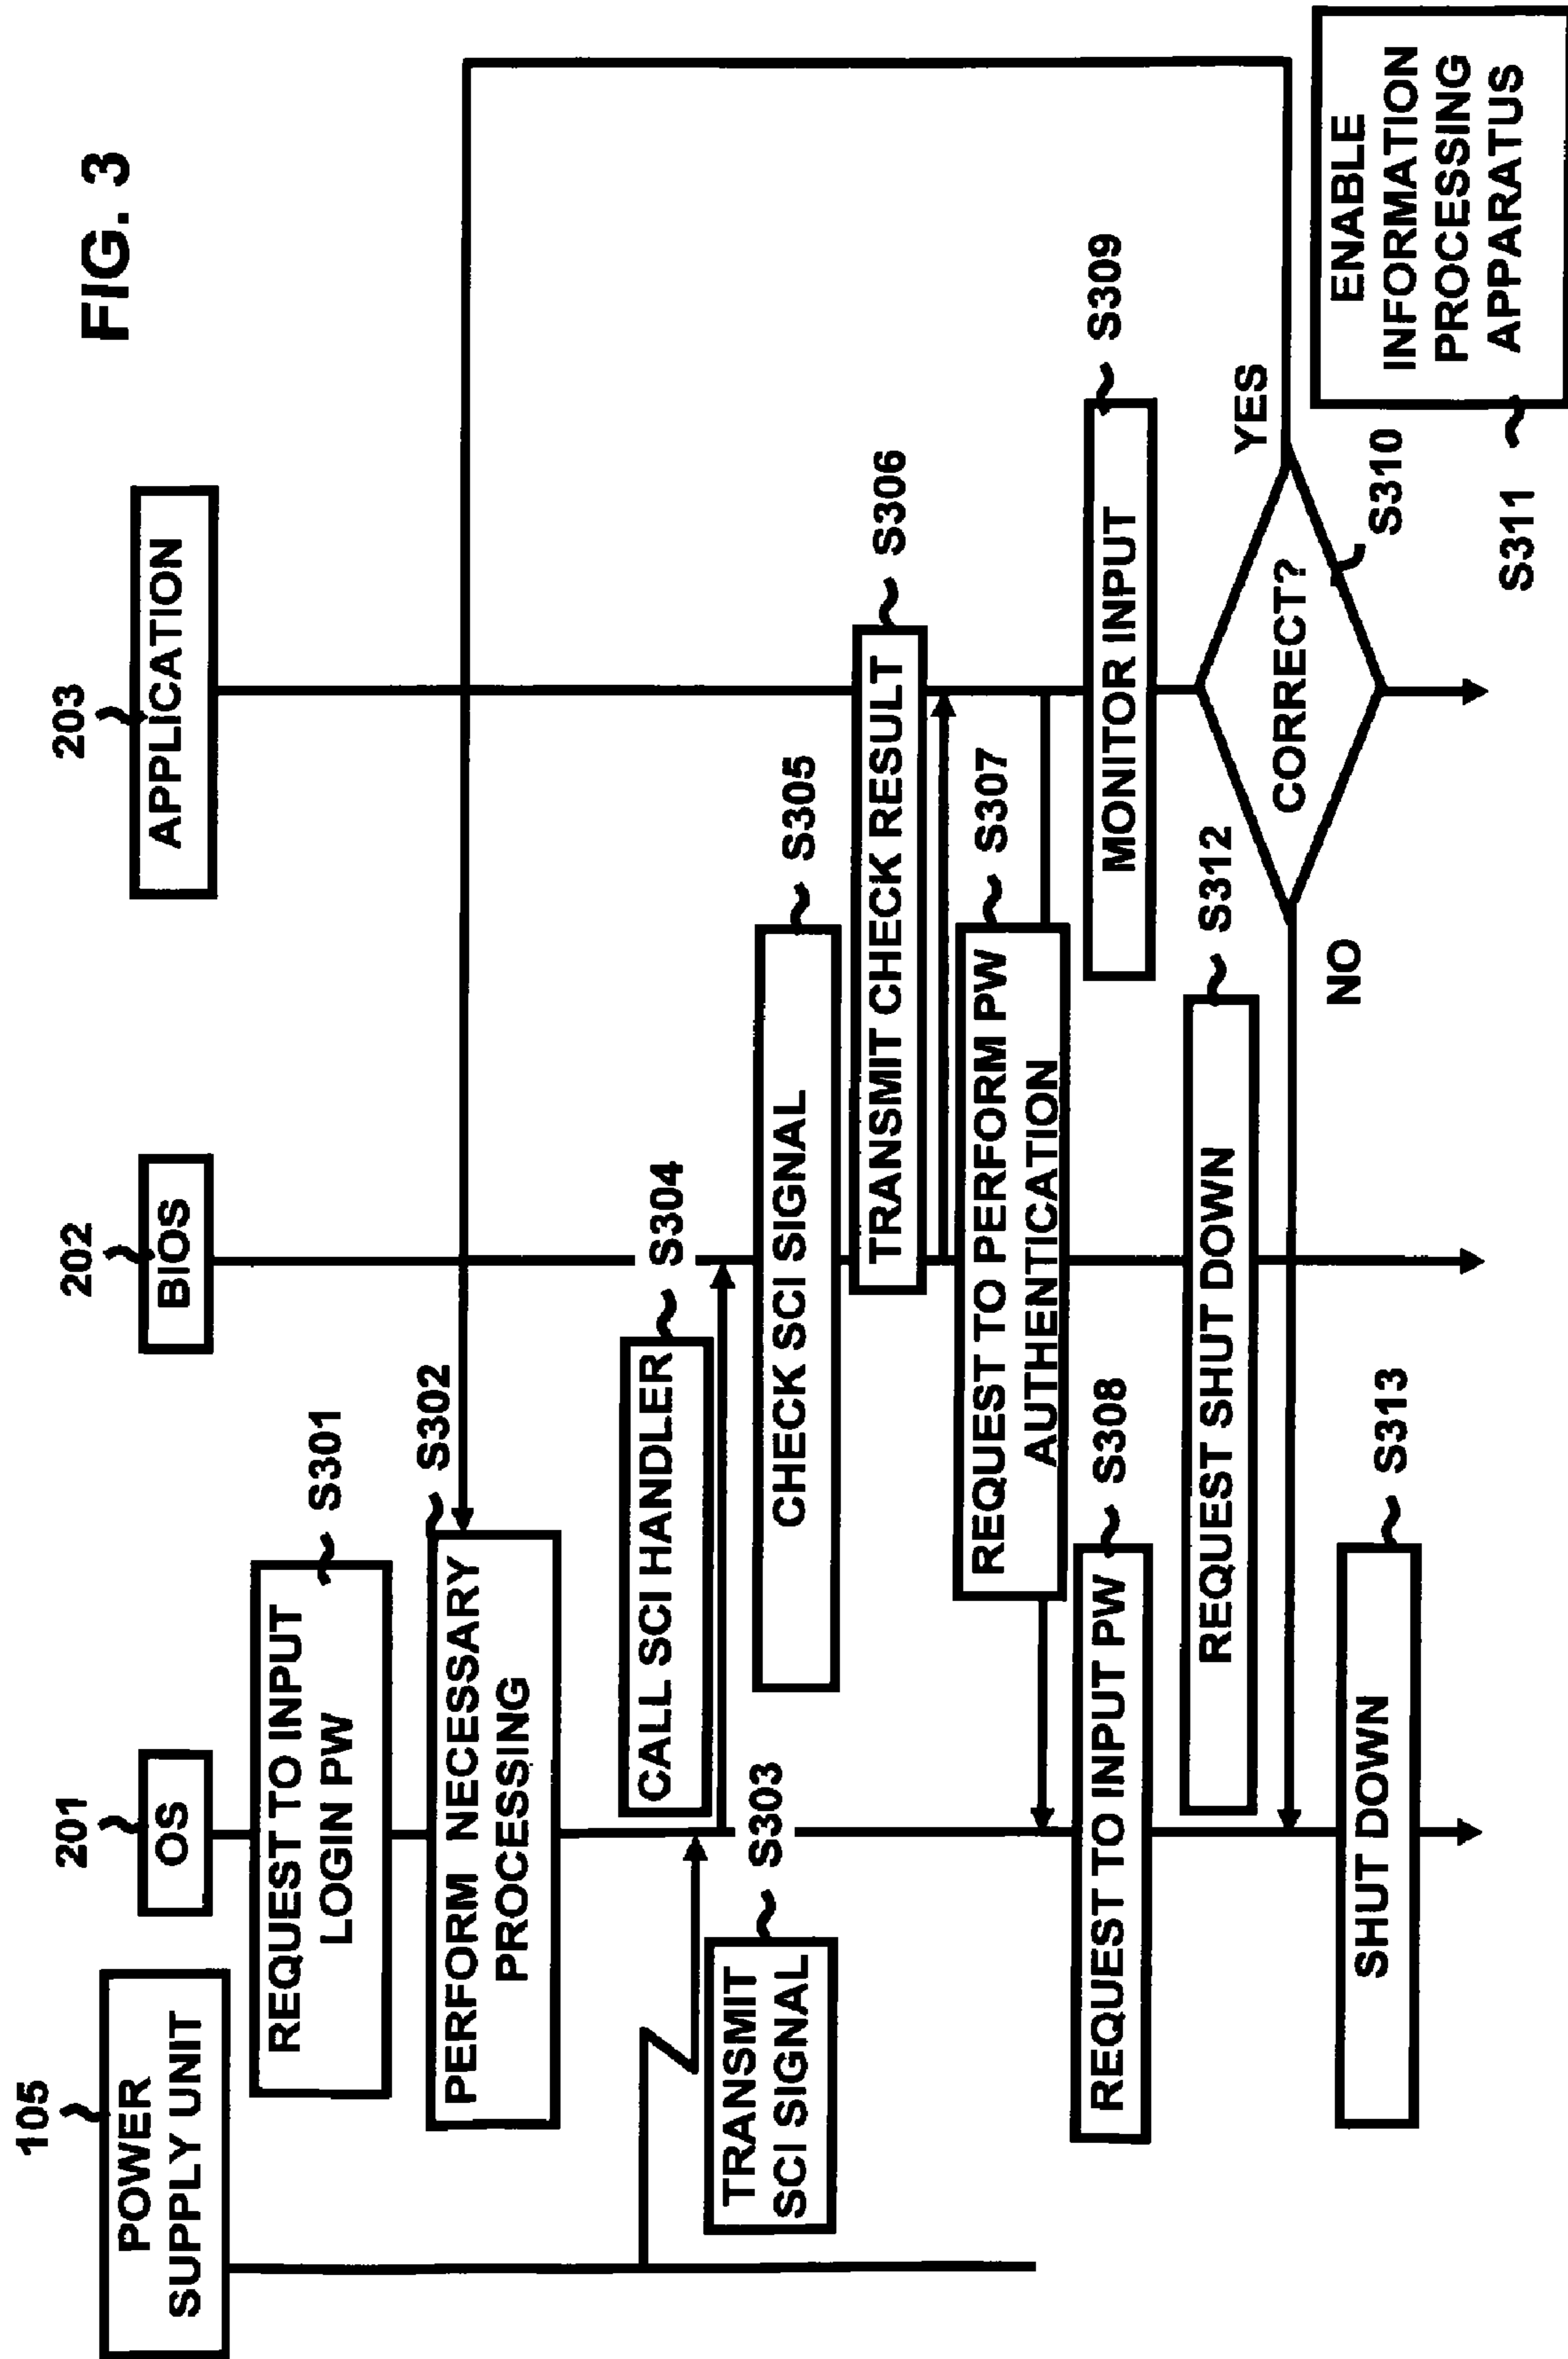 FIG. 3
105
POWER
SUPPLY UNIT
201
OS
202
BIOS
203
APPLICATION
REQUEST TO INPUT
LOGIN PW
S301
PERFORM NECESSARY
PROCESSING
S302
TRANSMIT
SCI SIGNAL
S303
CALL SCI HANDLER
S304
CHECK SCI SIGNAL
S305
TRANSMIT CHECK RESULT
S306
REQUEST TO PERFORM PW
AUTHENTICATION
S307
REQUEST TO INPUT PW
S308
MONITOR INPUT
S309
CORRECT?
S310
YES
NO
ENABLE
INFORMATION
PROCESSING
APPARATUS
S311
REQUEST SHUT DOWN
S312
SHUT DOWN
S313